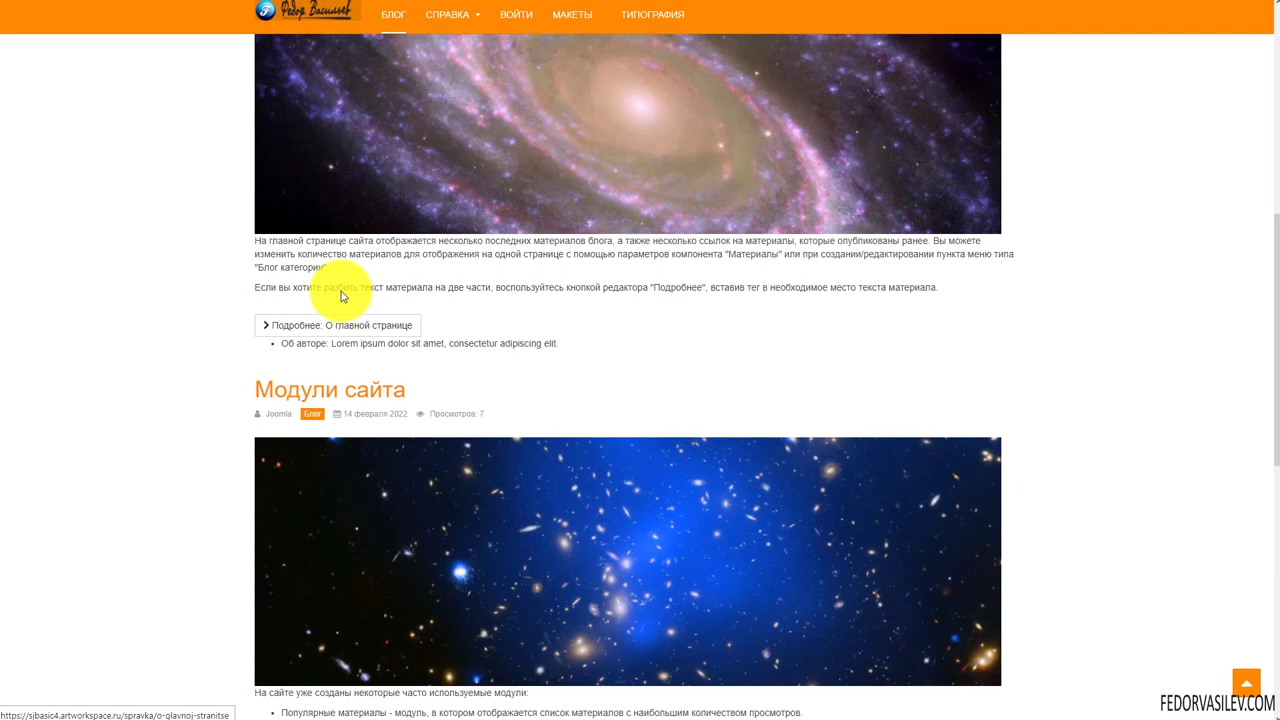 Федор Васильев
БЛОГ СПРАВКА ВОЙТИ МАКЕТЫ ТИПОГРАФИЯ
На главной странице сайта отображается несколько последних материалов блога, а также несколько ссылок на материалы, которые опубликованы ранее. Вы можете
изменить количество материалов для отображения на одной странице с помощью параметров компонента "Материалы" или при создании/редактировании пункта меню типа
"Блог категории"
Если вы хотите разбить текст материала на две части, воспользуйтесь кнопкой редактора "Подробнее", вставив тег в необходимое место текста материала.
Подробнее: О главной странице
Об авторе: Lorem ipsum dolor sit amet, consectetur adipiscing elit.
Модули сайта
Joomla Блог 14 февраля 2022 Просмотров: 7
На сайте уже созданы некоторые часто используемые модули:
Популярные материалы - модуль, в котором отображается список материалов с наибольшим количеством просмотров.
https://sjbasic4.artworkspace.ru/spravka/o-glavnoj-stranitse
FEDORVASILEV.COM